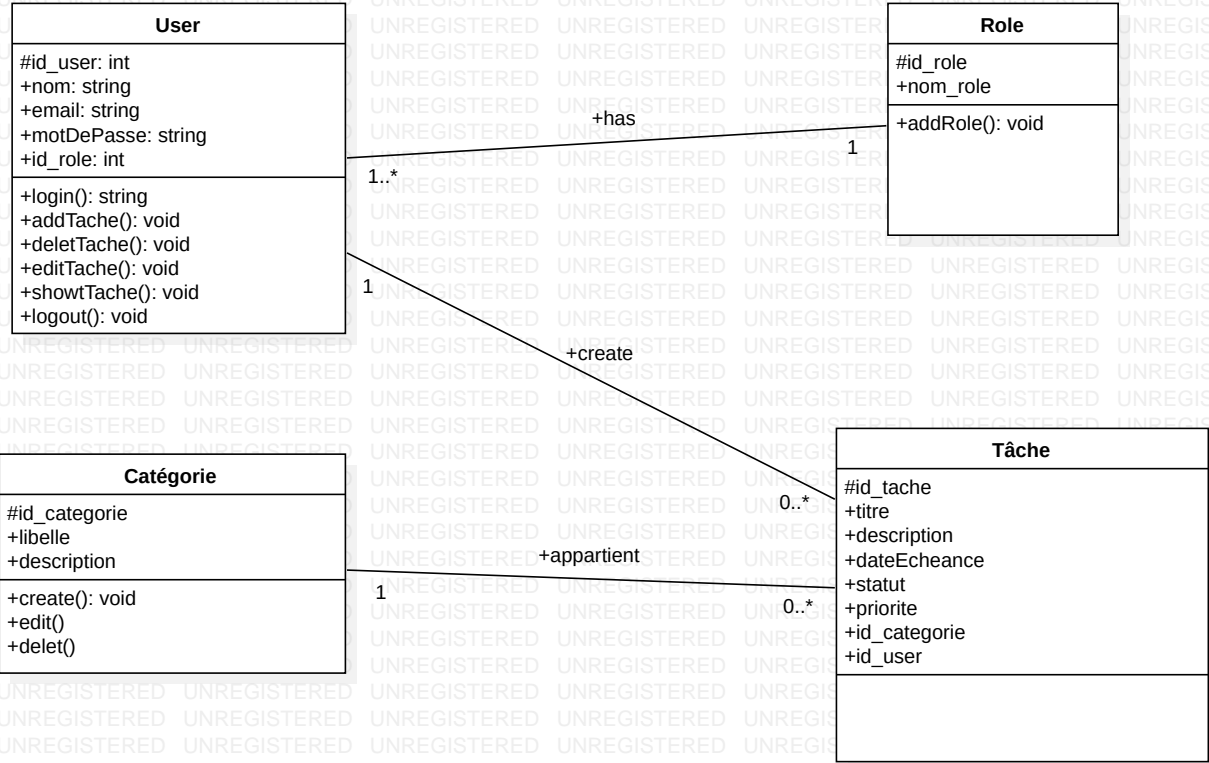 User
#id_user: int
+nom: string
+email: string
+motDePasse: string
+id_role: int
+login(): string
+addTache(): void
+deletTache(): void
+editTache(): void
+showtTache(): void
+logout(): void
Role
#id_role
+nom_role
+addRole(): void
+has
1..*
1
1
+create
0..*
Catégorie
#id_categorie
+libelle
+description
+create(): void
+edit()
+delet()
+appartient
1
0..*
Tâche
#id_tache
+titre
+description
+dateEcheance
+statut
+priorite
+id_categorie
+id_user
UNREGISTERED